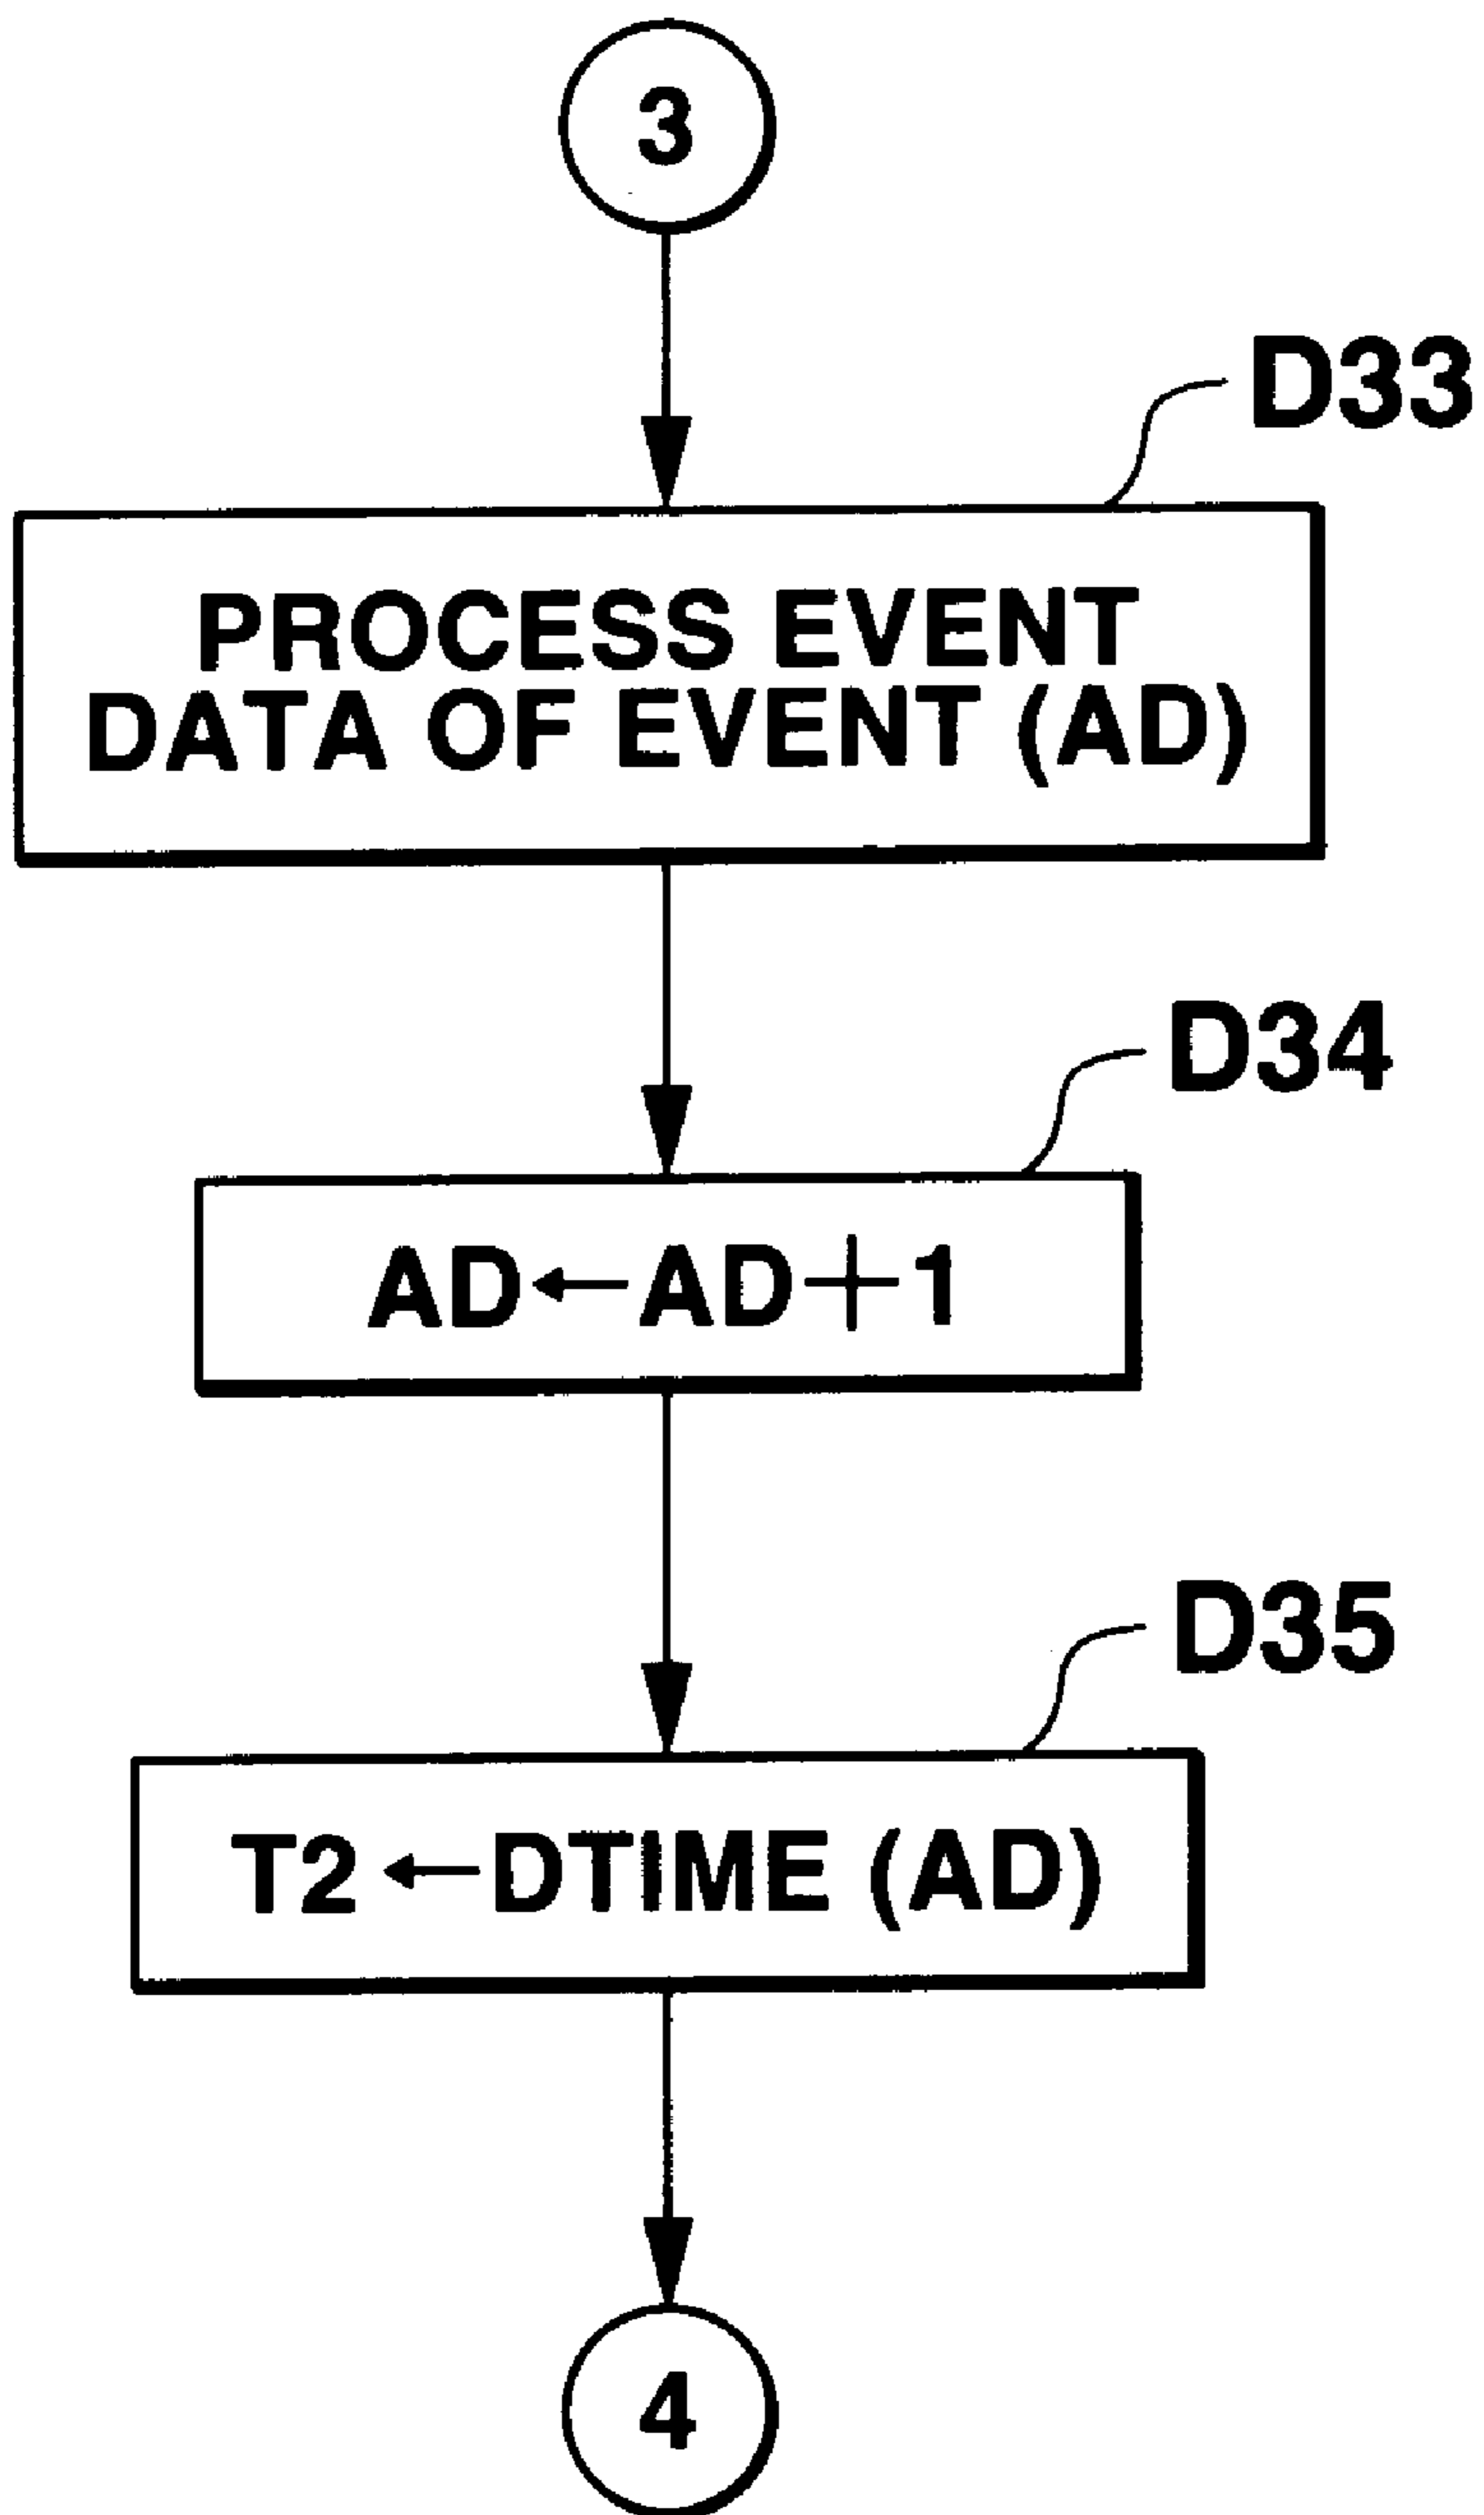 3
D33
PROCESS EVENT
DATA OF EVENT (AD)
D34
AD←AD+1
D35
T2←DTIME (AD)
4